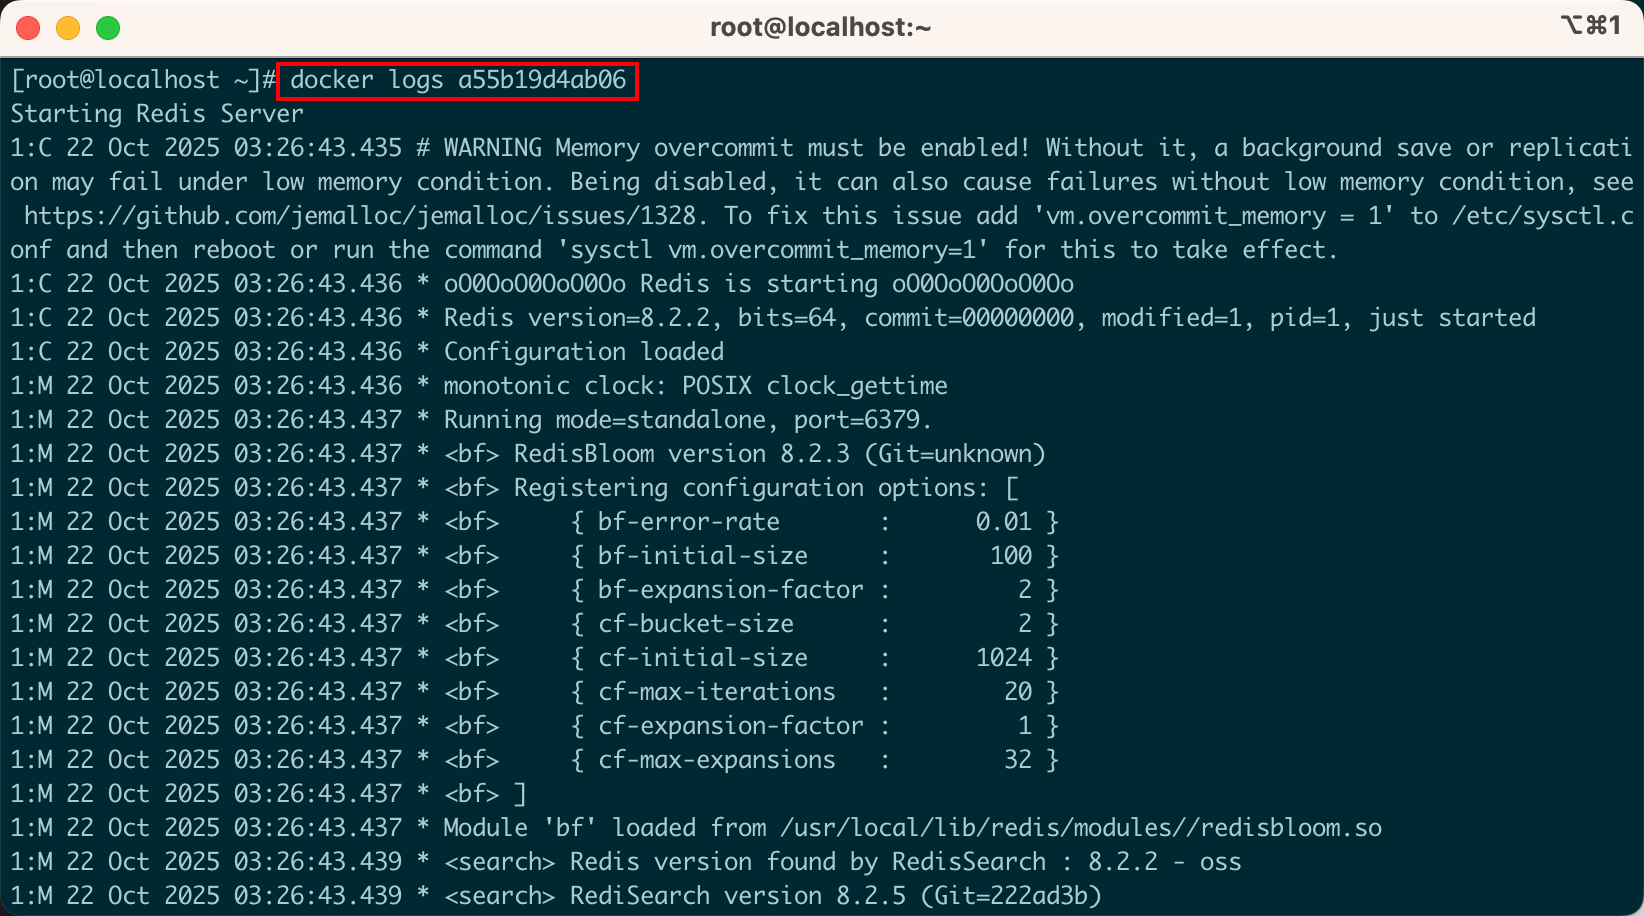 root@localhost:~
⌥⌘1
[root@localhost ~]# docker logs a55b19d4ab06
Starting Redis Server
1:C 22 Oct 2025 03:26:43.435 # WARNING Memory overcommit must be enabled! Without it, a background save or replicati
on may fail under low memory condition. Being disabled, it can also cause failures without low memory condition, see
 https://github.com/jemalloc/jemalloc/issues/1328. To fix this issue add 'vm.overcommit_memory = 1' to /etc/sysctl.c
onf and then reboot or run the command 'sysctl vm.overcommit_memory=1' for this to take effect.
1:C 22 Oct 2025 03:26:43.436 * oO0OoO0OoO0Oo Redis is starting oO0OoO0OoO0Oo
1:C 22 Oct 2025 03:26:43.436 * Redis version=8.2.2, bits=64, commit=00000000, modified=1, pid=1, just started
1:C 22 Oct 2025 03:26:43.436 * Configuration loaded
1:M 22 Oct 2025 03:26:43.436 * monotonic clock: POSIX clock_gettime
1:M 22 Oct 2025 03:26:43.437 * Running mode=standalone, port=6379.
1:M 22 Oct 2025 03:26:43.437 * <bf> RedisBloom version 8.2.3 (Git=unknown)
1:M 22 Oct 2025 03:26:43.437 * <bf> Registering configuration options: [
1:M 22 Oct 2025 03:26:43.437 * <bf>     { bf-error-rate       :      0.01 }
1:M 22 Oct 2025 03:26:43.437 * <bf>     { bf-initial-size     :       100 }
1:M 22 Oct 2025 03:26:43.437 * <bf>     { bf-expansion-factor :         2 }
1:M 22 Oct 2025 03:26:43.437 * <bf>     { cf-bucket-size      :         2 }
1:M 22 Oct 2025 03:26:43.437 * <bf>     { cf-initial-size     :      1024 }
1:M 22 Oct 2025 03:26:43.437 * <bf>     { cf-max-iterations   :        20 }
1:M 22 Oct 2025 03:26:43.437 * <bf>     { cf-expansion-factor :         1 }
1:M 22 Oct 2025 03:26:43.437 * <bf>     { cf-max-expansions   :        32 }
1:M 22 Oct 2025 03:26:43.437 * <bf> ]
1:M 22 Oct 2025 03:26:43.437 * Module 'bf' loaded from /usr/local/lib/redis/modules//redisbloom.so
1:M 22 Oct 2025 03:26:43.439 * <search> Redis version found by RedisSearch : 8.2.2 - oss
1:M 22 Oct 2025 03:26:43.439 * <search> RediSearch version 8.2.5 (Git=222ad3b)